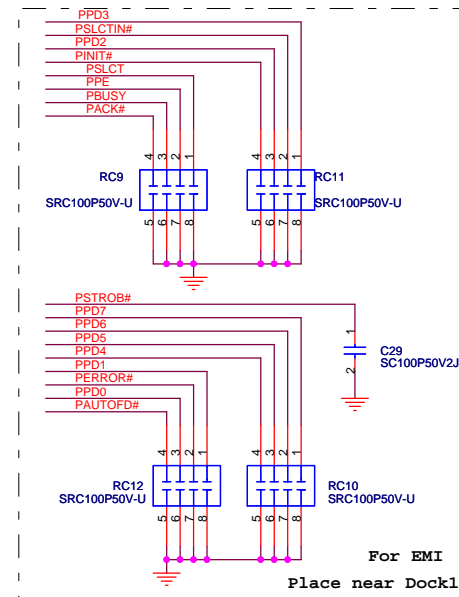 PPD3
PSLCTIN#
PPD2
PINIT#
PSLCT
PPE
PBUSY
PACK#
4 3 2 1 4 3 2 1
RC9 RC11
SRC100P50V-U SRC100P50V-U
5 6 7 8 5 6 7 8
PSTROB#
PPD7
PPD6
PPD5
PPD4
PPD1
PERROR#
PPD0
PAUTOFD#
1
C29
SC100P50V2J
2
4 3 2 1 4 3 2 1
RC12 RC10
SRC100P50V-U SRC100P50V-U
5 6 7 8 5 6 7 8
For EMI
Place near Dock1